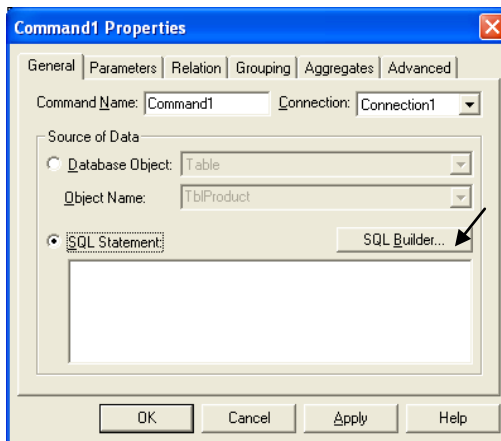 Command1 Properties
General Parameters Relation Grouping Aggregates Advanced
Command Name: Command1 Connection: Connection1
Source of Data
Database Object: Table
Object Name: TblProduct
SQL Statement: SQL Builder...
OK Cancel Apply Help